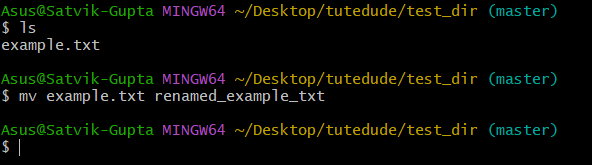 Asus@Satvik-Gupta MINGW64 ~/Desktop/tutedude/test_dir (master)
$ ls
example.txt
Asus@Satvik-Gupta MINGW64 ~/Desktop/tutedude/test_dir (master)
$ mv example.txt renamed_example_txt
Asus@Satvik-Gupta MINGW64 ~/Desktop/tutedude/test_dir (master)
$